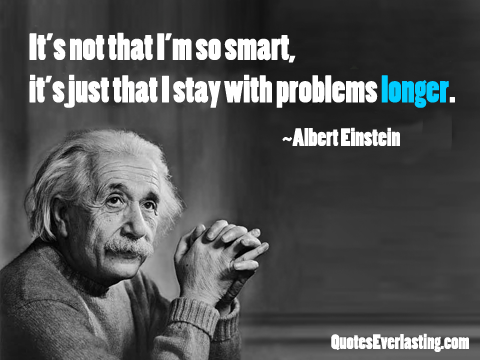 It's not that I'm so smart,
it's just that I stay with problems longer.
~Albert Einstein
QuotesEverlasting.com